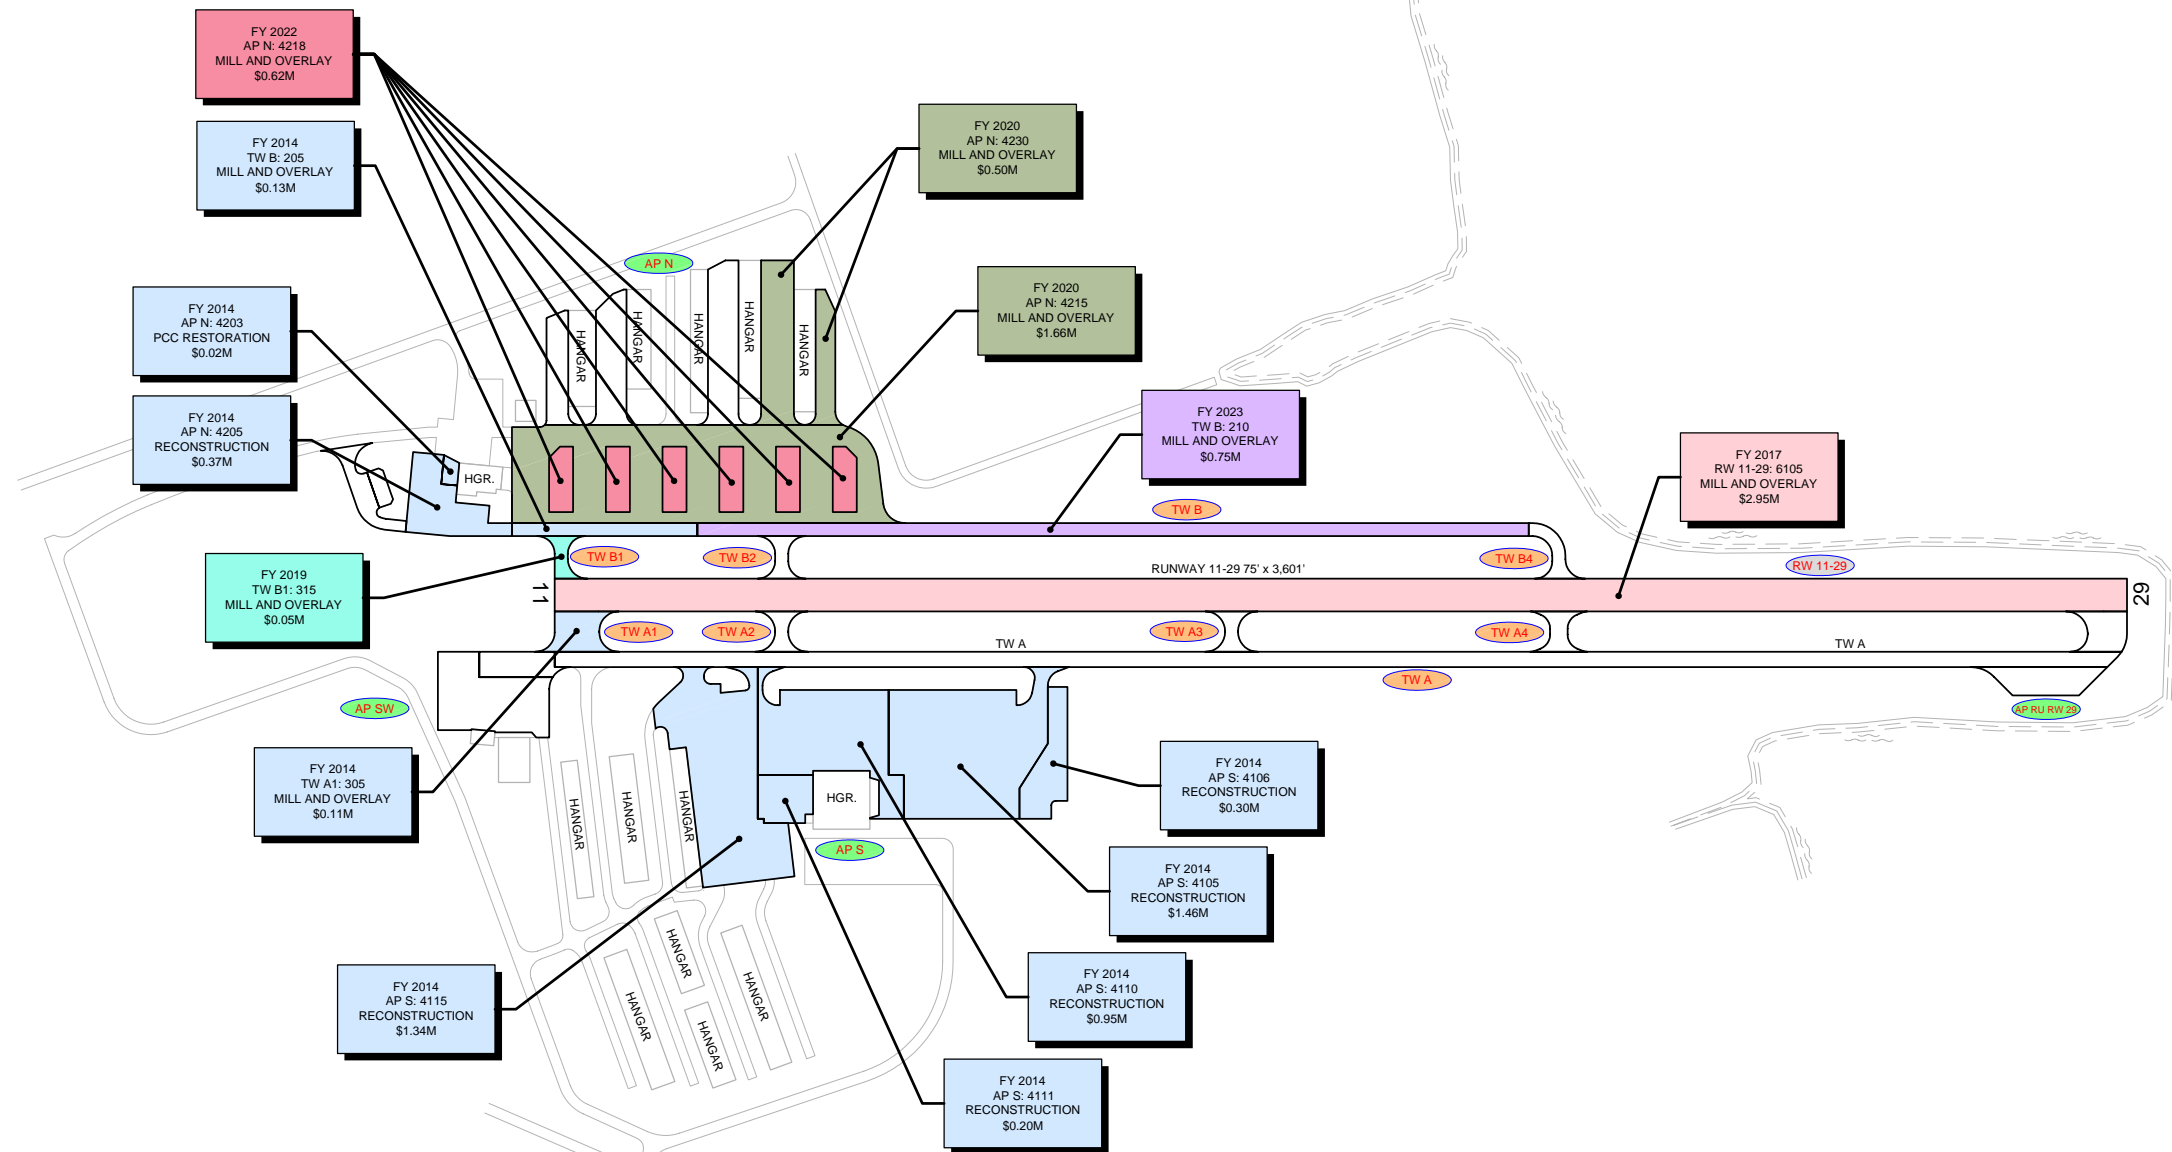 FY 2022
AP N: 4218
MILL AND OVERLAY
$0.62M
FY 2014
TW B: 205
MILL AND OVERLAY
$0.13M
FY 2020
AP N: 4230
MILL AND OVERLAY
$0.50M
AP N
FY 2014
AP N: 4203
PCC RESTORATION
$0.02M
FY 2020
AP N: 4215
MILL AND OVERLAY
$1.66M
HANGAR
HANGAR
HANGAR
HANGAR
HANGAR
FY 2014
AP N: 4205
RECONSTRUCTION
$0.37M
FY 2023
TW B: 210
MILL AND OVERLAY
$0.75M
FY 2017
RW 11-29: 6105
MILL AND OVERLAY
$2.95M
HGR.
TW B
FY 2019
TW B1: 315
MILL AND OVERLAY
$0.05M
TW B1
TW B2
TW B4
RUNWAY 11-29 75' x 3,601'
RW 11-29
11
29
TW A1
TW A2
TW A3
TW A4
TW A
TW A
TW A
AP SW
AP RU RW 29
FY 2014
TW A1: 305
MILL AND OVERLAY
$0.11M
HANGAR
HANGAR
HANGAR
HGR.
AP S
FY 2014
AP S: 4106
RECONSTRUCTION
$0.30M
FY 2014
AP S: 4105
RECONSTRUCTION
$1.46M
FY 2014
AP S: 4115
RECONSTRUCTION
$1.34M
HANGAR
HANGAR
HANGAR
HANGAR
FY 2014
AP S: 4110
RECONSTRUCTION
$0.95M
FY 2014
AP S: 4111
RECONSTRUCTION
$0.20M